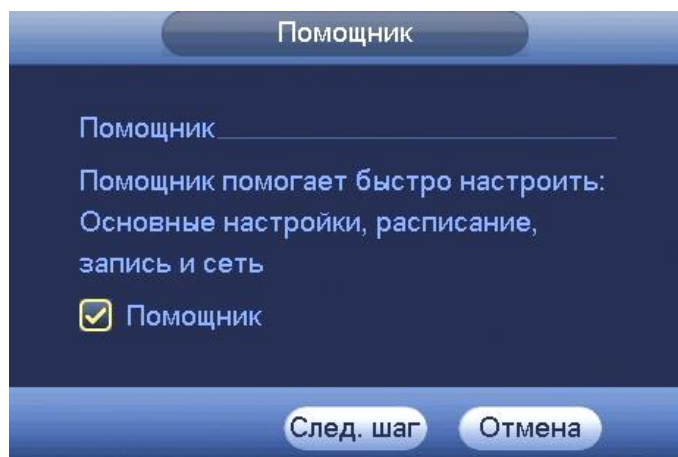 Помощник
Помощник
Помощник помогает быстро настроить:
Основные настройки, расписание,
запись и сеть
Помощник
След. шаг Отмена